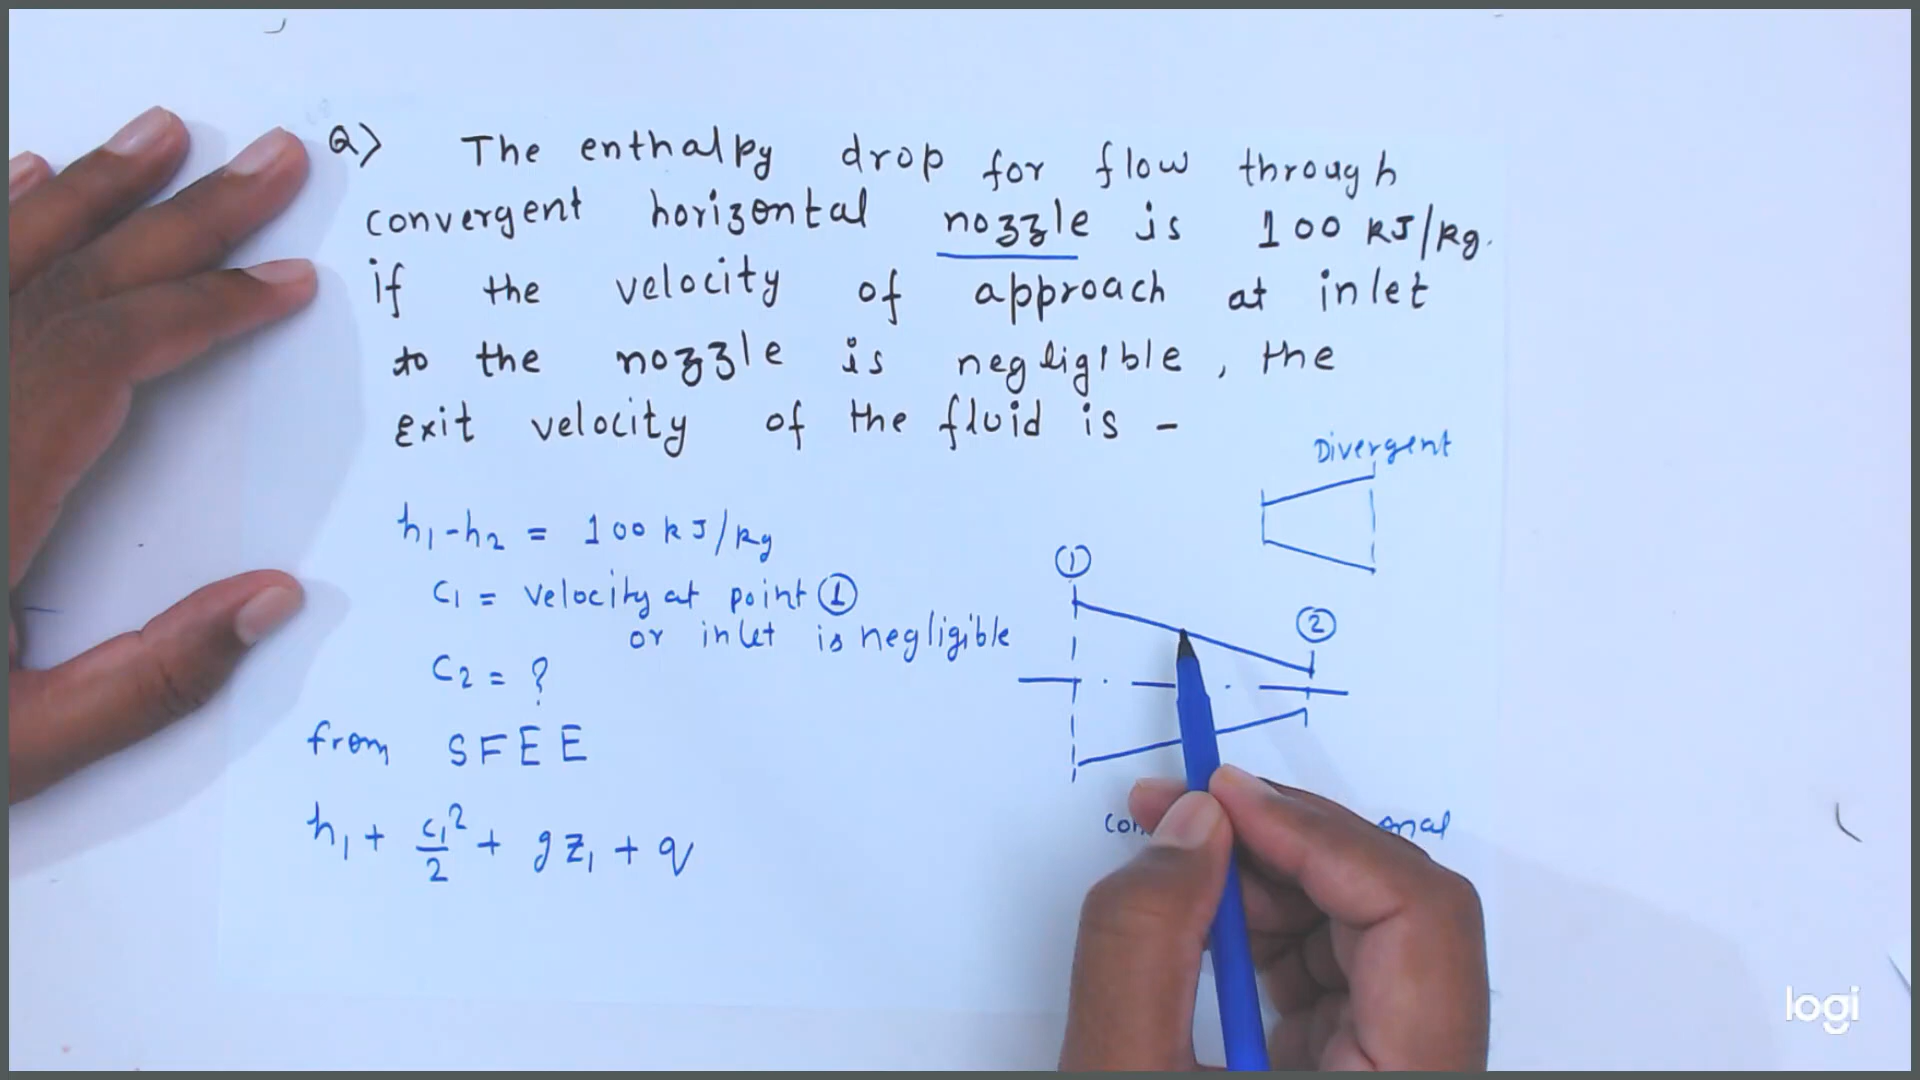 Q) The enthalpy drop for flow through
convergent horizontal nozzle is 100 kJ/kg.
if the velocity of approach at inlet
to the nozzle is negligible, the
Exit velocity of the fluid is -
Divergent
h₁-h₂ = 100 kJ/kg
①
c₁ = velocity at point ①
or inlet is negligible
②
c₂ = ?
from SFEE
h₁ + c₁²/2 + gz₁ + q
logi